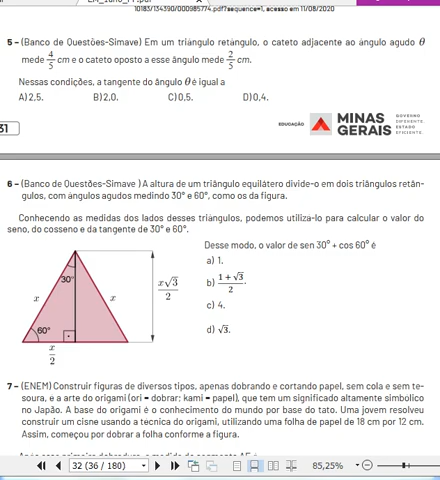 10183/134390/000985774.pdf?sequence=1, acesso em 11/08/2020
5 - (Banco de Questões-Simave) Em um triângulo retângulo, o cateto adjacente ao ângulo agudo θ
mede 4/5 cm e o cateto oposto a esse ângulo mede 2/5 cm.
Nessas condições, a tangente do ângulo θ é igual a
A) 2,5. B) 2,0. C) 0,5. D) 0,4.
31
EDUCAÇÃO
MINAS
GERAIS
GOVERNO
DIFERENTE
ESTADO
EFICIENTE
6 - (Banco de Questões-Simave ) A altura de um triângulo equilátero divide-o em dois triângulos retân-
gulos, com ângulos agudos medindo 30° e 60°, como os da figura.
Conhecendo as medidas dos lados desses triângulos, podemos utiliza-lo para calcular o valor do
seno, do cosseno e da tangente de 30° e 60°.
Desse modo, o valor de sen 30° + cos 60° é
a) 1.
b) (1 + √3)/2.
c) 4.
d) √3.
30°
x
x
x√3/2
60°
x/2
7 - (ENEM) Construir figuras de diversos tipos, apenas dobrando e cortando papel, sem cola e sem te-
soura, e a arte do origami (ori = dobrar; kami = papel), que tem um significado altamente simbólico
no Japão. A base do origami é o conhecimento do mundo por base do tato. Uma jovem resolveu
construir um cisne usando a tecnica do origami, utilizando uma folha de papel de 18 cm por 12 cm.
Assim, começou por dobrar a folha conforme a figura.
32 (36 / 180)
85,25%